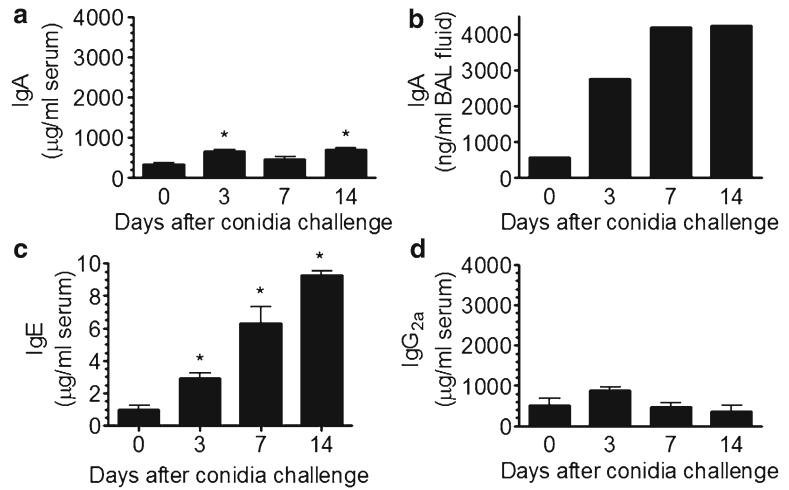 a
IgA
(µg/ml serum)
4000
3000
2000
1000
0
*
*
0 3 7 14
Days after conidia challenge
b
IgA
(ng/ml BAL fluid)
4000
3000
2000
1000
0
0 3 7 14
Days after conidia challenge
c
IgE
(µg/ml serum)
10
8
6
4
2
0
*
*
*
0 3 7 14
Days after conidia challenge
d
IgG2a
(µg/ml serum)
4000
3000
2000
1000
0
0 3 7 14
Days after conidia challenge